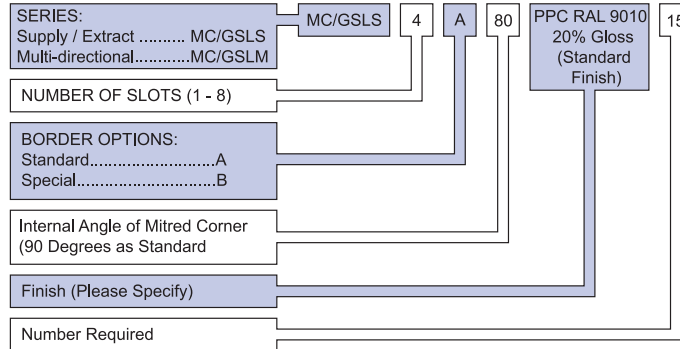 SERIES:
Supply / Extract ......... MC/GSLS
Multi-directional.............MC/GSLM
MC/GSLS
4
A
80
PPC RAL 9010
20% Gloss
(Standard
Finish)
15
NUMBER OF SLOTS (1 - 8)
BORDER OPTIONS:
Standard...........................A
Special..............................B
Internal Angle of Mitred Corner
(90 Degrees as Standard
Finish (Please Specify)
Number Required